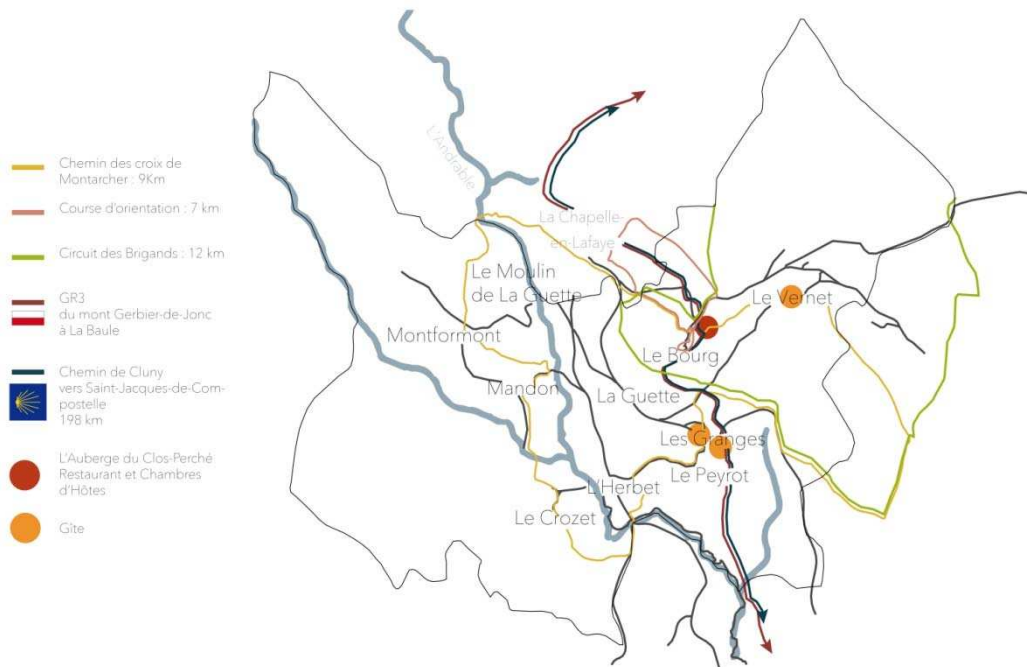 Chemin des croix de
Montarcher : 9Km
Course d'orientation : 7 km
Circuit des Brigands : 12 km
GR3
du mont Gerbier-de-Jonc
à La Baule
Chemin de Cluny
vers Saint-Jacques-de-Com-
postelle
198 km
L'Auberge du Clos-Perché
Restaurant et Chambres
d'Hôtes
Gîte
L'Andrable
La Chapelle-
en-Lafaye
Le Moulin
de La Guette
Le Vernet
Montformont
Le Bourg
Mandon
La Guette
Les Granges
Le Peyrot
L'Herbet
Le Crozet